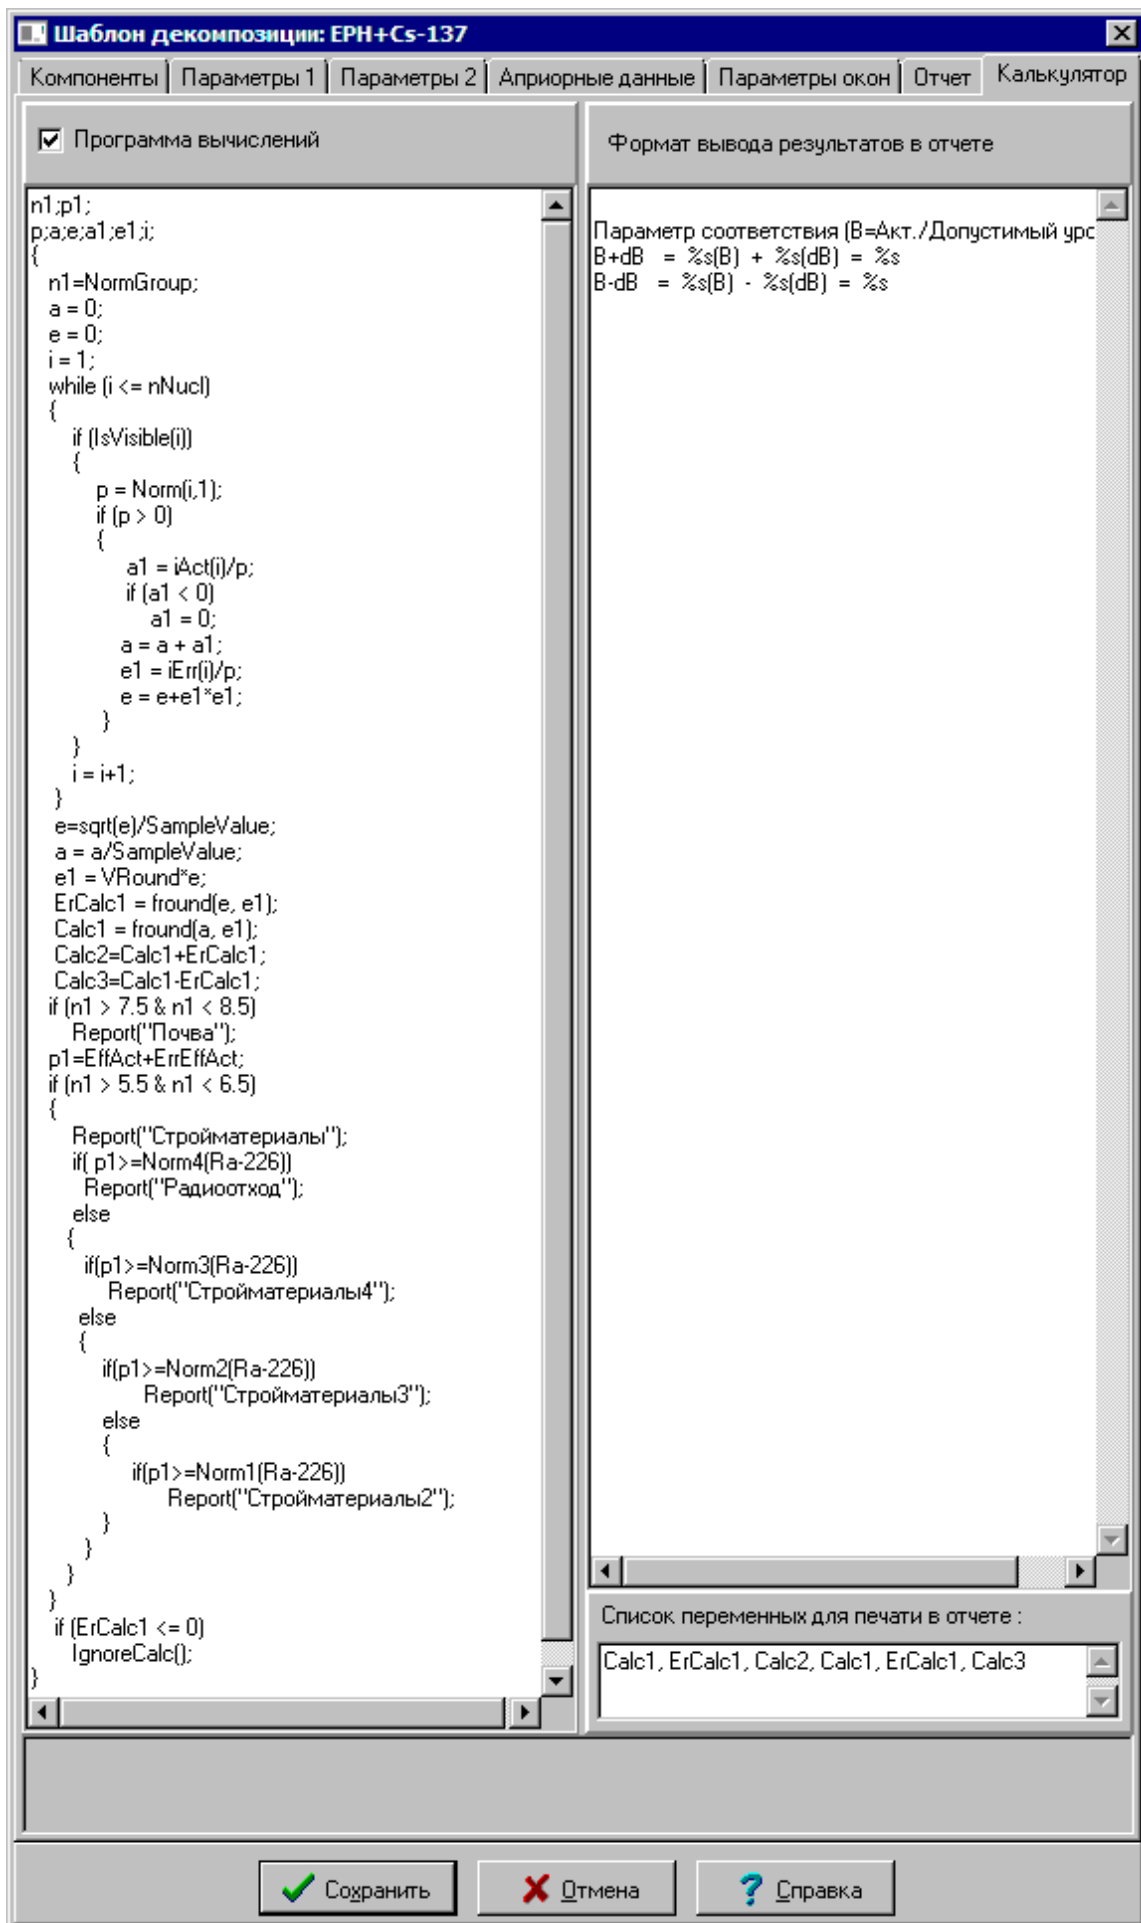 Шаблон декомпозиции: ЕРН+Cs-137
Компоненты Параметры 1 Параметры 2 Априорные данные Параметры окон Отчет Калькулятор
Программа вычислений
n1;p1;
p;a;e;a1;e1;i;
{
n1=NormGroup;
a = 0;
e = 0;
i = 1;
while (i <= nNucl)
{
if (IsVisible(i))
{
p = Norm(i,1);
if (p > 0)
{
a1 = iAct(i)/p;
if (a1 < 0)
a1 = 0;
a = a + a1;
e1 = iErr(i)/p;
e = e+e1*e1;
}
}
i = i+1;
}
e=sqrt(e)/SampleValue;
a = a/SampleValue;
e1 = VRound*e;
ErCalc1 = fround(e, e1);
Calc1 = fround(a, e1);
Calc2=Calc1+ErCalc1;
Calc3=Calc1-ErCalc1;
if (n1 > 7.5 & n1 < 8.5)
Report("Почва");
p1=EffAct+ErrEffAct;
if (n1 > 5.5 & n1 < 6.5)
{
Report("Стройматериалы");
if( p1>=Norm4(Ra-226))
Report("Радиоотход");
else
{
if(p1>=Norm3(Ra-226))
Report("Стройматериалы4");
else
{
if(p1>=Norm2(Ra-226))
Report("Стройматериалы3");
else
{
if(p1>=Norm1(Ra-226))
Report("Стройматериалы2");
}
}
}
}
if (ErCalc1 <= 0)
IgnoreCalc();
}
Формат вывода результатов в отчете
Параметр соответствия (В=Акт./Допустимый уро
B+dB = %s(B) + %s(dB) = %s
B-dB = %s(B) - %s(dB) = %s
Список переменных для печати в отчете :
Calc1, ErCalc1, Calc2, Calc1, ErCalc1, Calc3
Сохранить Отмена Справка